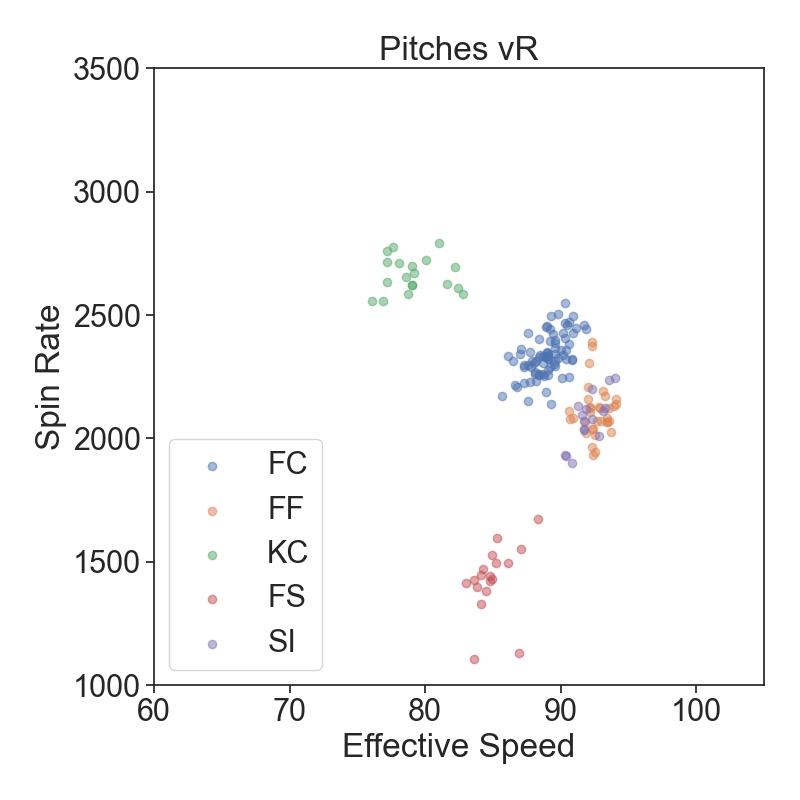 Pitches vR
3500
3000
2500
2000
1500
1000
Spin Rate
FC
FF
KC
FS
SI
60 70 80 90 100
Effective Speed